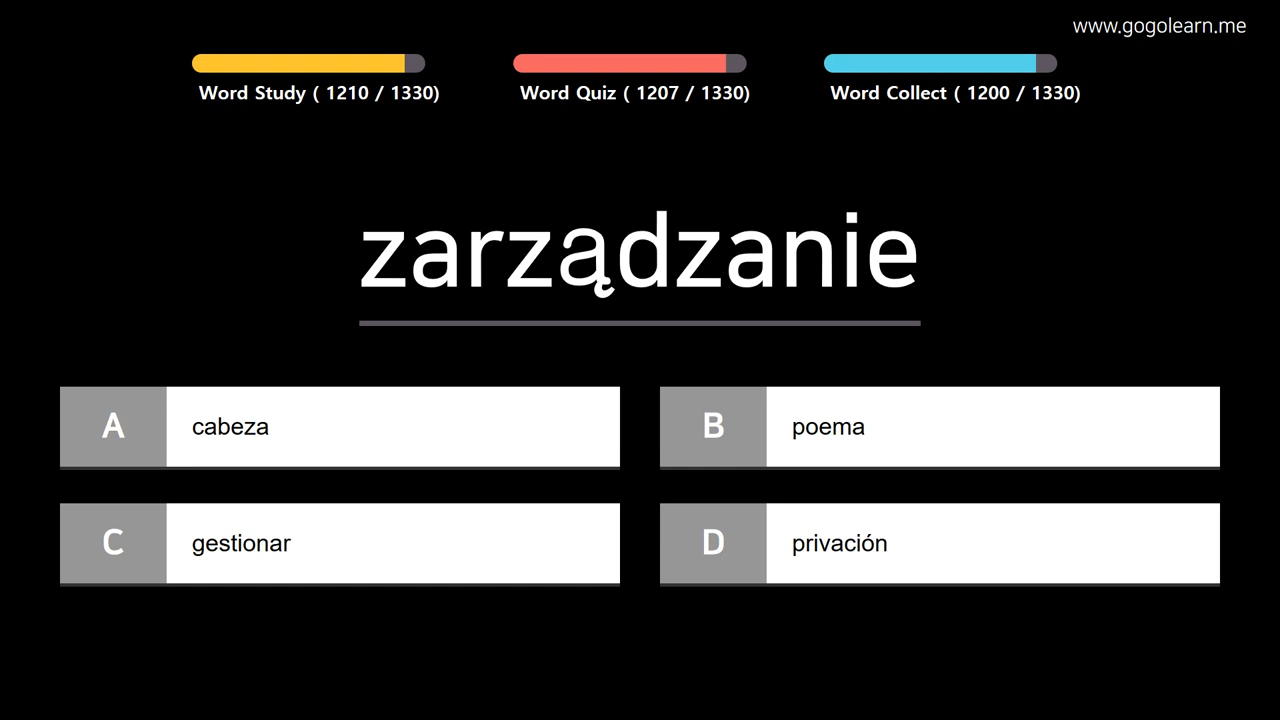 www.gogolearn.me
Word Study ( 1210 / 1330)
Word Quiz ( 1207 / 1330)
Word Collect ( 1200 / 1330)
zarządzanie
A cabeza
B poema
C gestionar
D privación